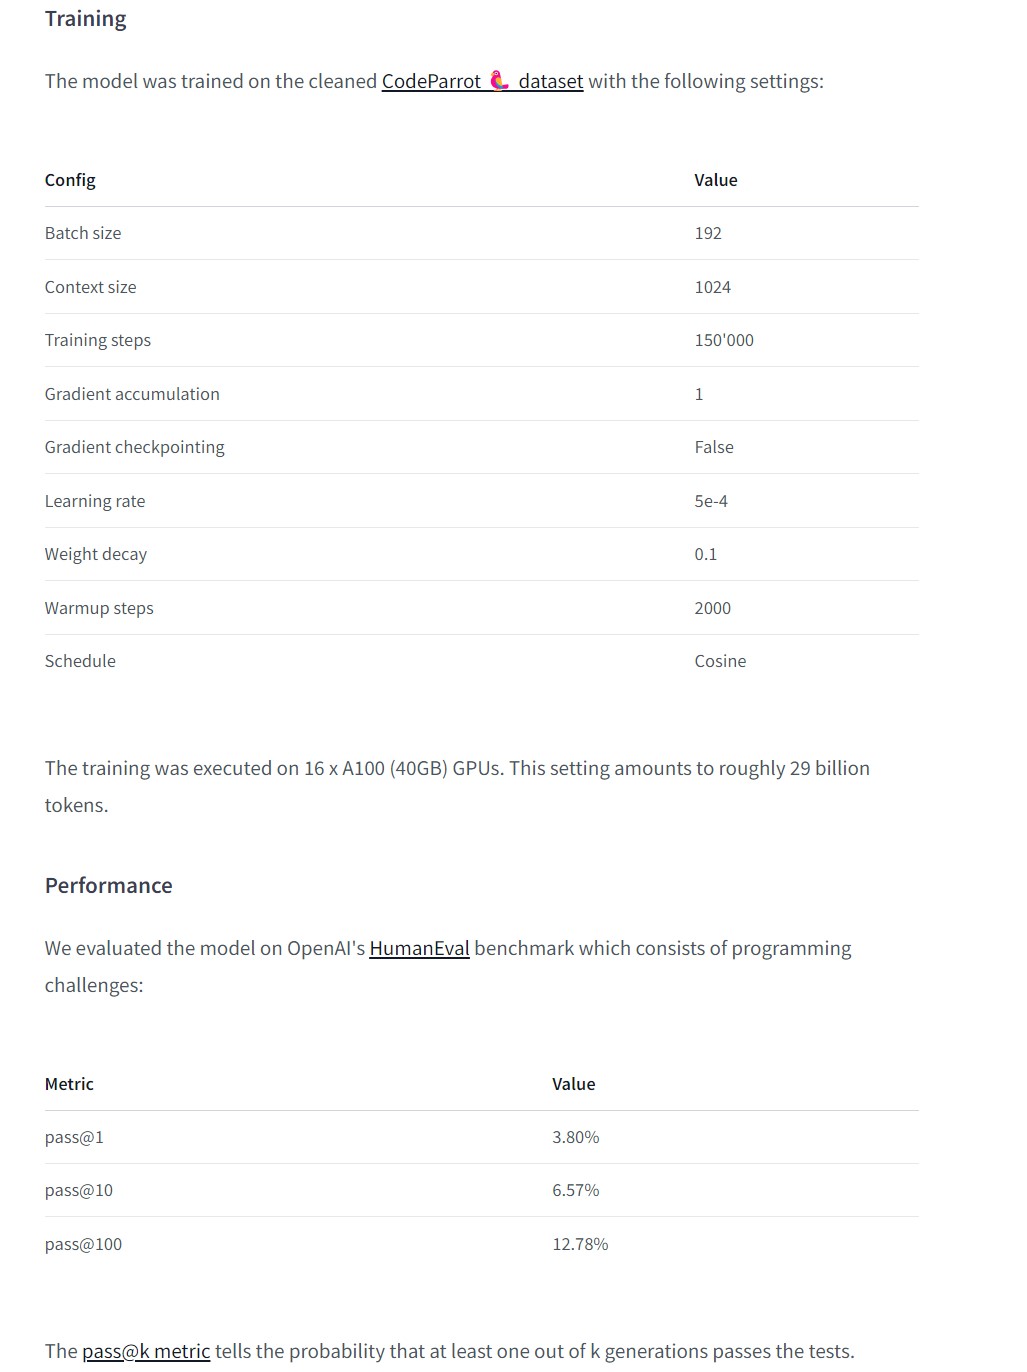 Training
The model was trained on the cleaned CodeParrot 🦜 dataset with the following settings:
Config Value
Batch size 192
Context size 1024
Training steps 150'000
Gradient accumulation 1
Gradient checkpointing False
Learning rate 5e-4
Weight decay 0.1
Warmup steps 2000
Schedule Cosine
The training was executed on 16 x A100 (40GB) GPUs. This setting amounts to roughly 29 billion
tokens.
Performance
We evaluated the model on OpenAI's HumanEval benchmark which consists of programming
challenges:
Metric Value
pass@1 3.80%
pass@10 6.57%
pass@100 12.78%
The pass@k metric tells the probability that at least one out of k generations passes the tests.